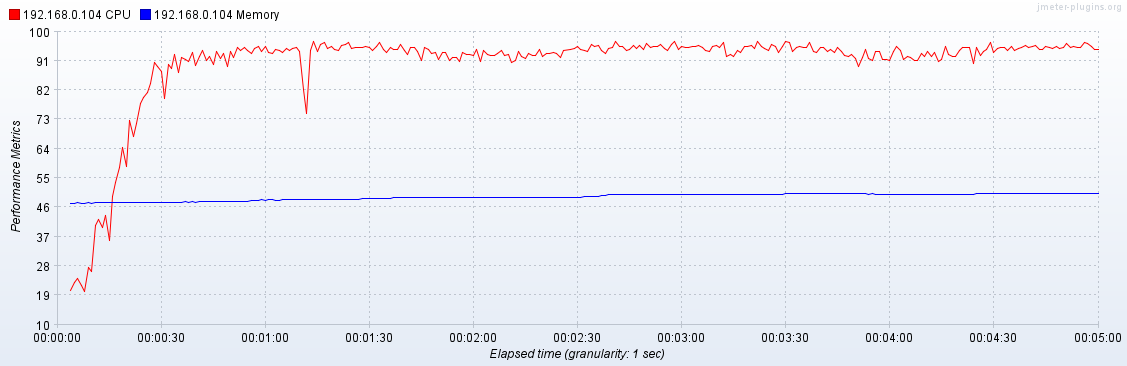 jmeter-plugins.org
192.168.0.104 CPU 192.168.0.104 Memory
100
91
82
73
64
55
46
37
28
19
10
Performance Metrics
00:00:00 00:00:30 00:01:00 00:01:30 00:02:00 00:02:30 00:03:00 00:03:30 00:04:00 00:04:30 00:05:00
Elapsed time (granularity: 1 sec)